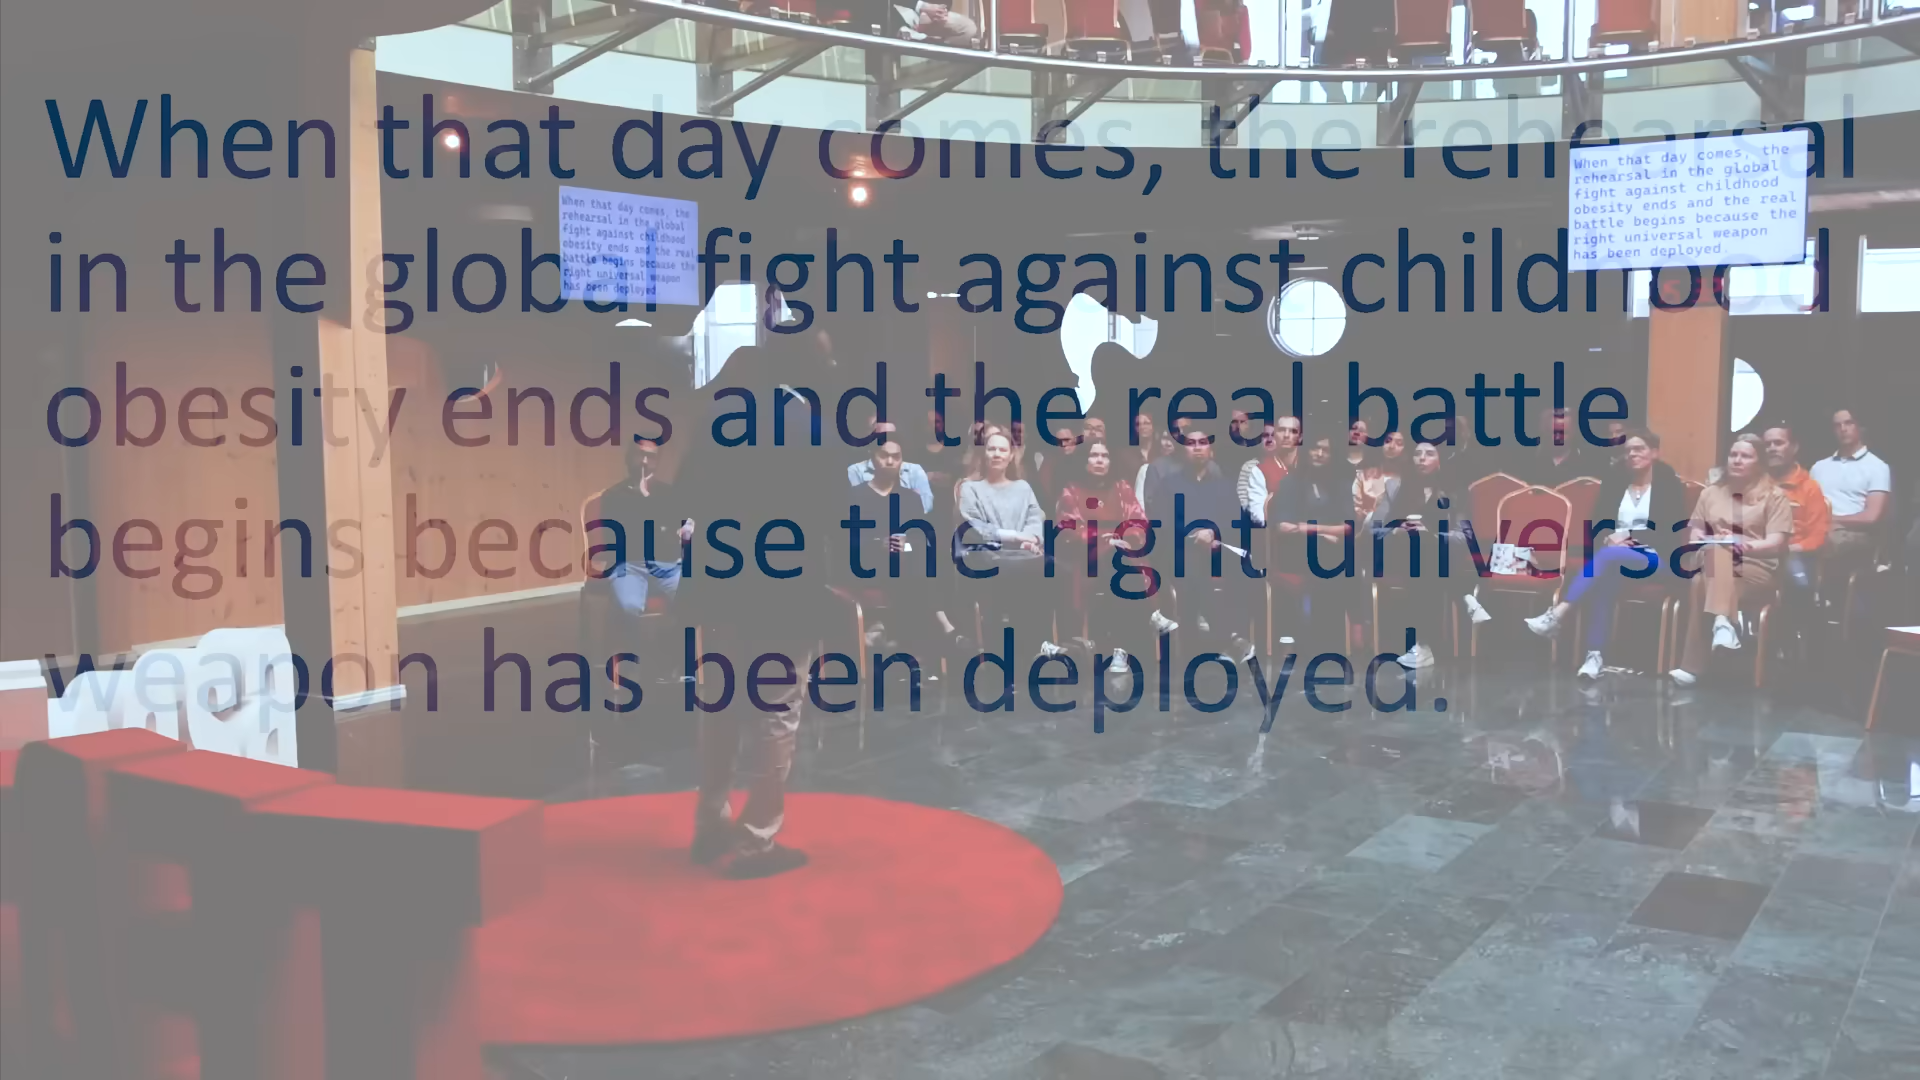 When that day comes, the rehearsal
in the global fight against childhood
obesity ends and the real battle
begins because the right universal
weapon has been deployed.
When that day comes, the
rehearsal in the global
fight against childhood
obesity ends and the real
battle begins because the
right universal weapon
has been deployed
When that day comes, the
rehearsal in the global
fight against childhood
obesity ends and the real
battle begins because the
right universal weapon
has been deployed.